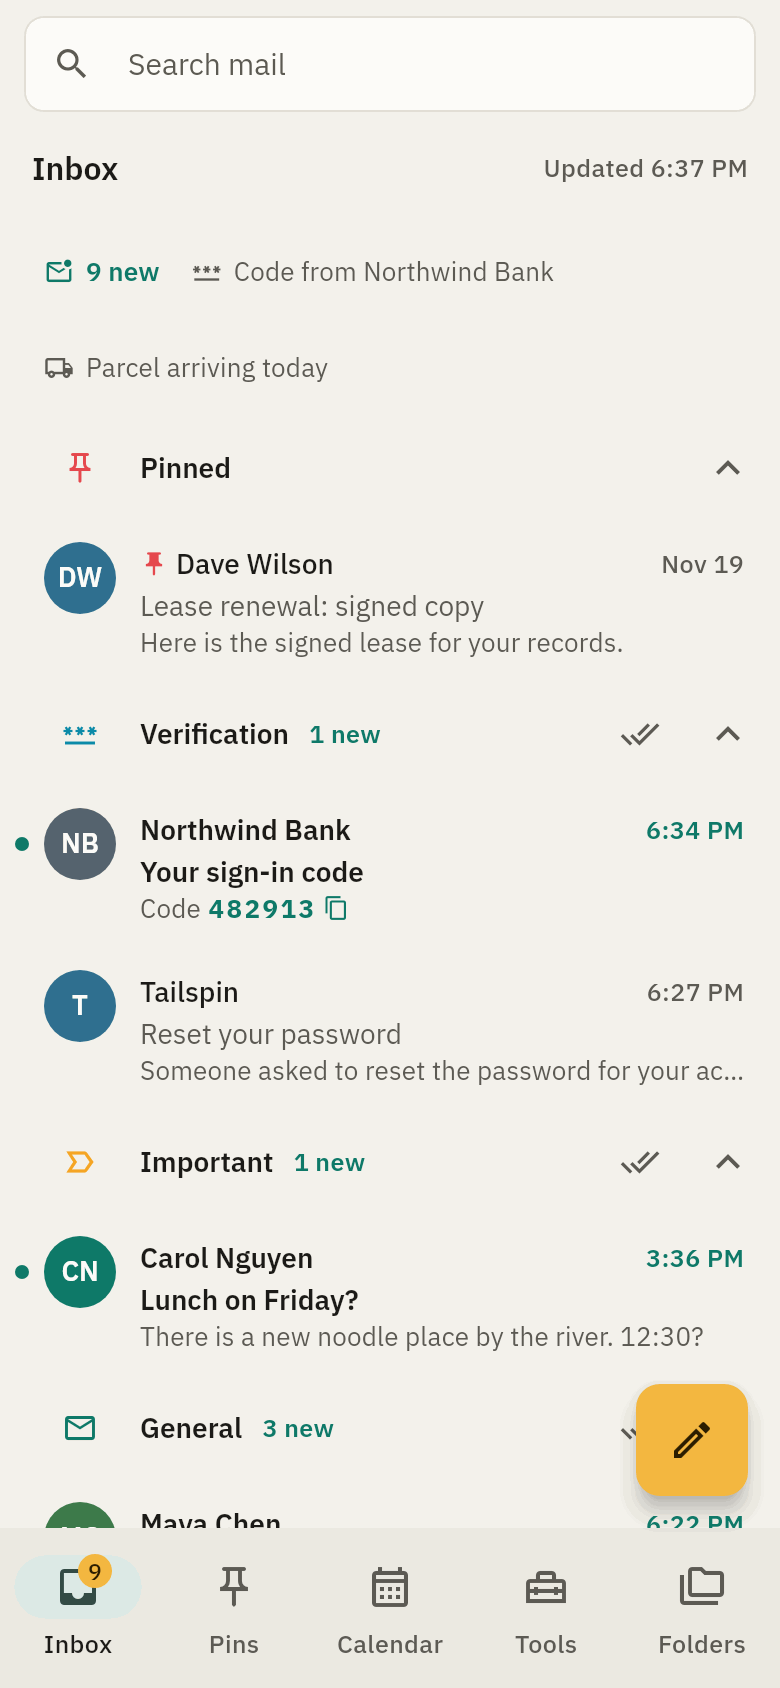 Search mail
Inbox
Updated 6:37 PM
9 new
Code from Northwind Bank
Parcel arriving today
Pinned
DW
Dave Wilson
Nov 19
Lease renewal: signed copy
Here is the signed lease for your records.
Verification 1 new
NB
Northwind Bank
6:34 PM
Your sign-in code
Code 482913
T
Tailspin
6:27 PM
Reset your password
Someone asked to reset the password for your ac...
Important 1 new
CN
Carol Nguyen
3:36 PM
Lunch on Friday?
There is a new noodle place by the river. 12:30?
General 3 new
Maya Chen
6:22 PM
9
Inbox
Pins
Calendar
Tools
Folders